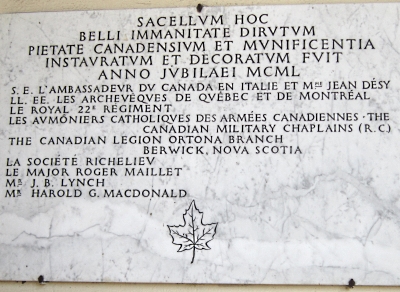 SACELLVM HOC
BELLI IMMANITATE DIRVTVM
PIETATE CANADENSIVM ET MVNIFICENTIA
INSTAVRATVM ET DECORATVM FVIT
ANNO JVBILAEI MCML
S. E. L'AMBASSADEVR DV CANADA EN ITALIE ET Mme JEAN DÉSY
LL. EE. LES ARCHEVÊQVES DE QVÉBEC ET DE MONTRÉAL
LE ROYAL 22e RÉGIMENT
LES AVMÔNIERS CATHOLIQVES DES ARMÉES CANADIENNES · THE
CANADIAN MILITARY CHAPLAINS (R. C.)
THE CANADIAN LEGION ORTONA BRANCH
BERWICK, NOVA SCOTIA
LA SOCIÉTÉ RICHELIEV
LE MAJOR ROGER MAILLET
MR J. B. LYNCH
MR HAROLD G. MACDONALD